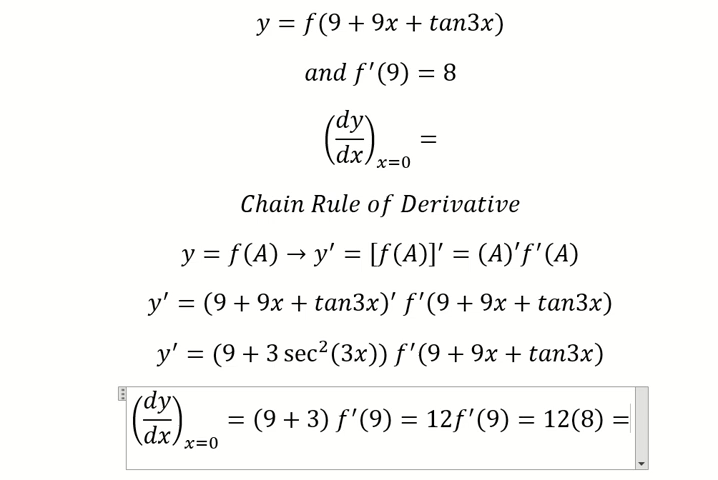 y = f(9 + 9x + tan3x)
and f′(9) = 8
(dy/dx)ₓ₌₀ =
Chain Rule of Derivative
y = f(A) → y′ = [f(A)]′ = (A)′f′(A)
y′ = (9 + 9x + tan3x)′ f′(9 + 9x + tan3x)
y′ = (9 + 3 sec²(3x)) f′(9 + 9x + tan3x)
(dy/dx)ₓ₌₀ = (9 + 3) f′(9) = 12f′(9) = 12(8) =